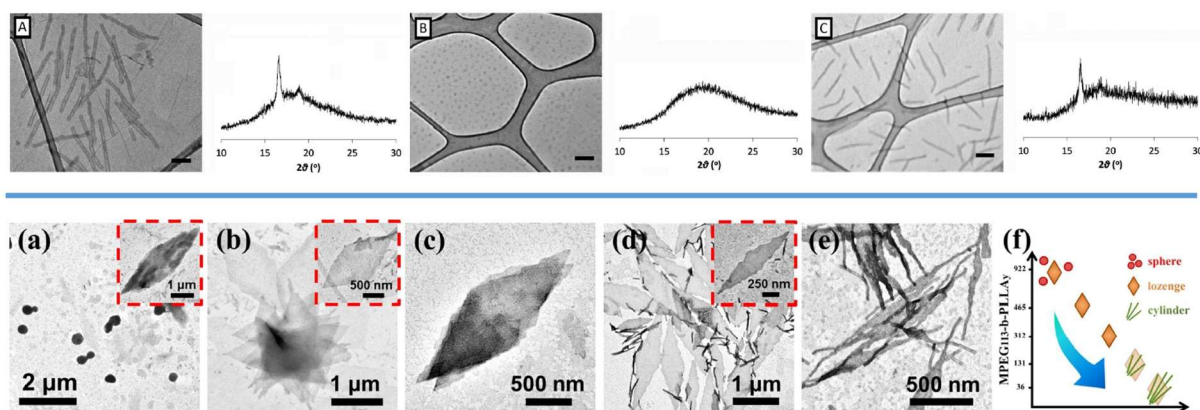 A
10 15 20 25 30
2ϑ (°)
B
10 15 20 25 30
2ϑ (°)
C
10 15 20 25 30
2ϑ (°)
(a)
1 μm
2 μm
(b)
500 nm
1 μm
(c)
500 nm
(d)
250 nm
1 μm
(e)
500 nm
(f)
MPEG113-b-PLLAy
922
465
312
131
36
sphere
lozenge
cylinder